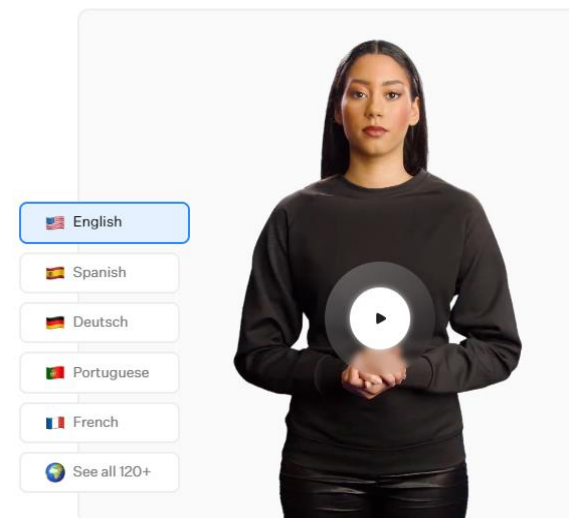 English
Spanish
Deutsch
Portuguese
French
See all 120+